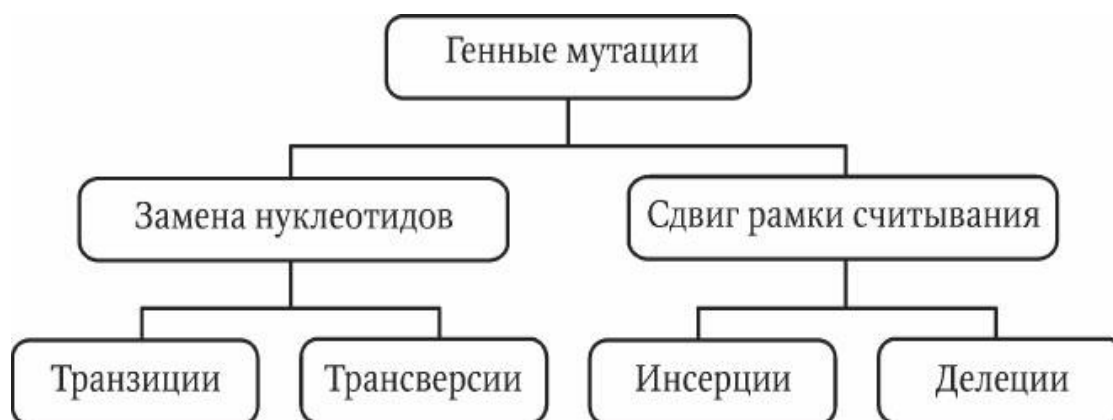 Генные мутации
Замена нуклеотидов
Сдвиг рамки считывания
Транзиции
Трансверсии
Инсерции
Делеции